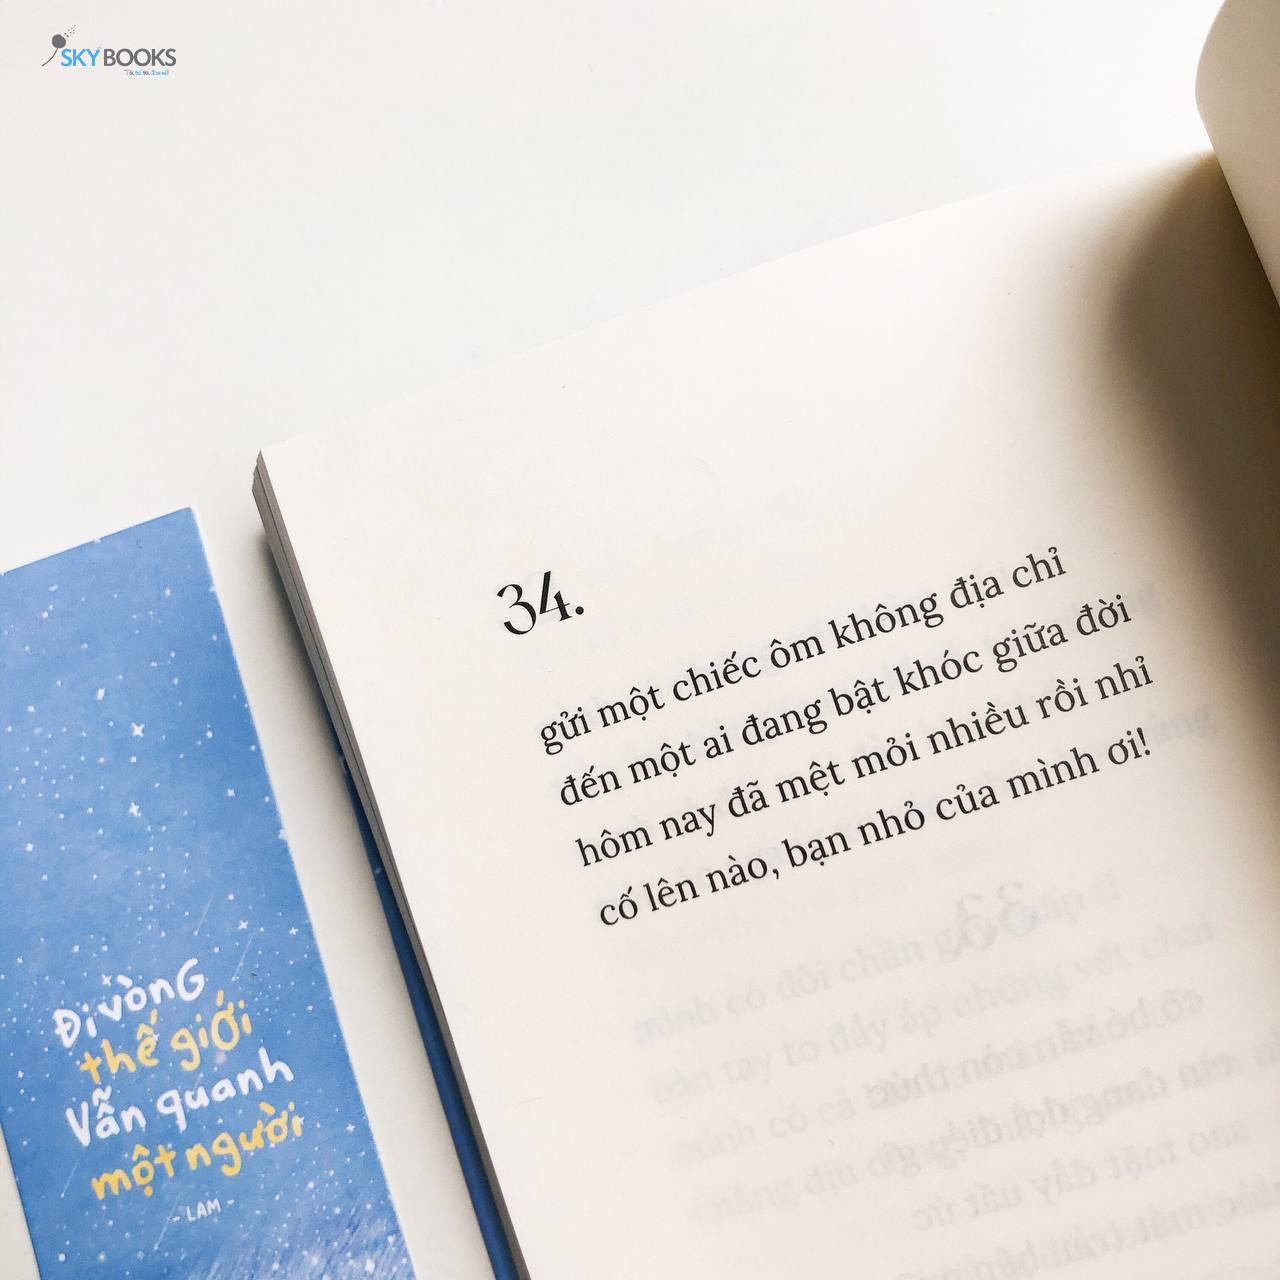 SKYBOOKS
34.
gửi một chiếc ôm không địa chỉ
đến một ai đang bật khóc giữa đời
hôm nay đã mệt mỏi nhiều rồi nhỉ
cố lên nào, bạn nhỏ của mình ơi!
Đi vòng
thế giới
Vẫn quanh
một người
- LAM -